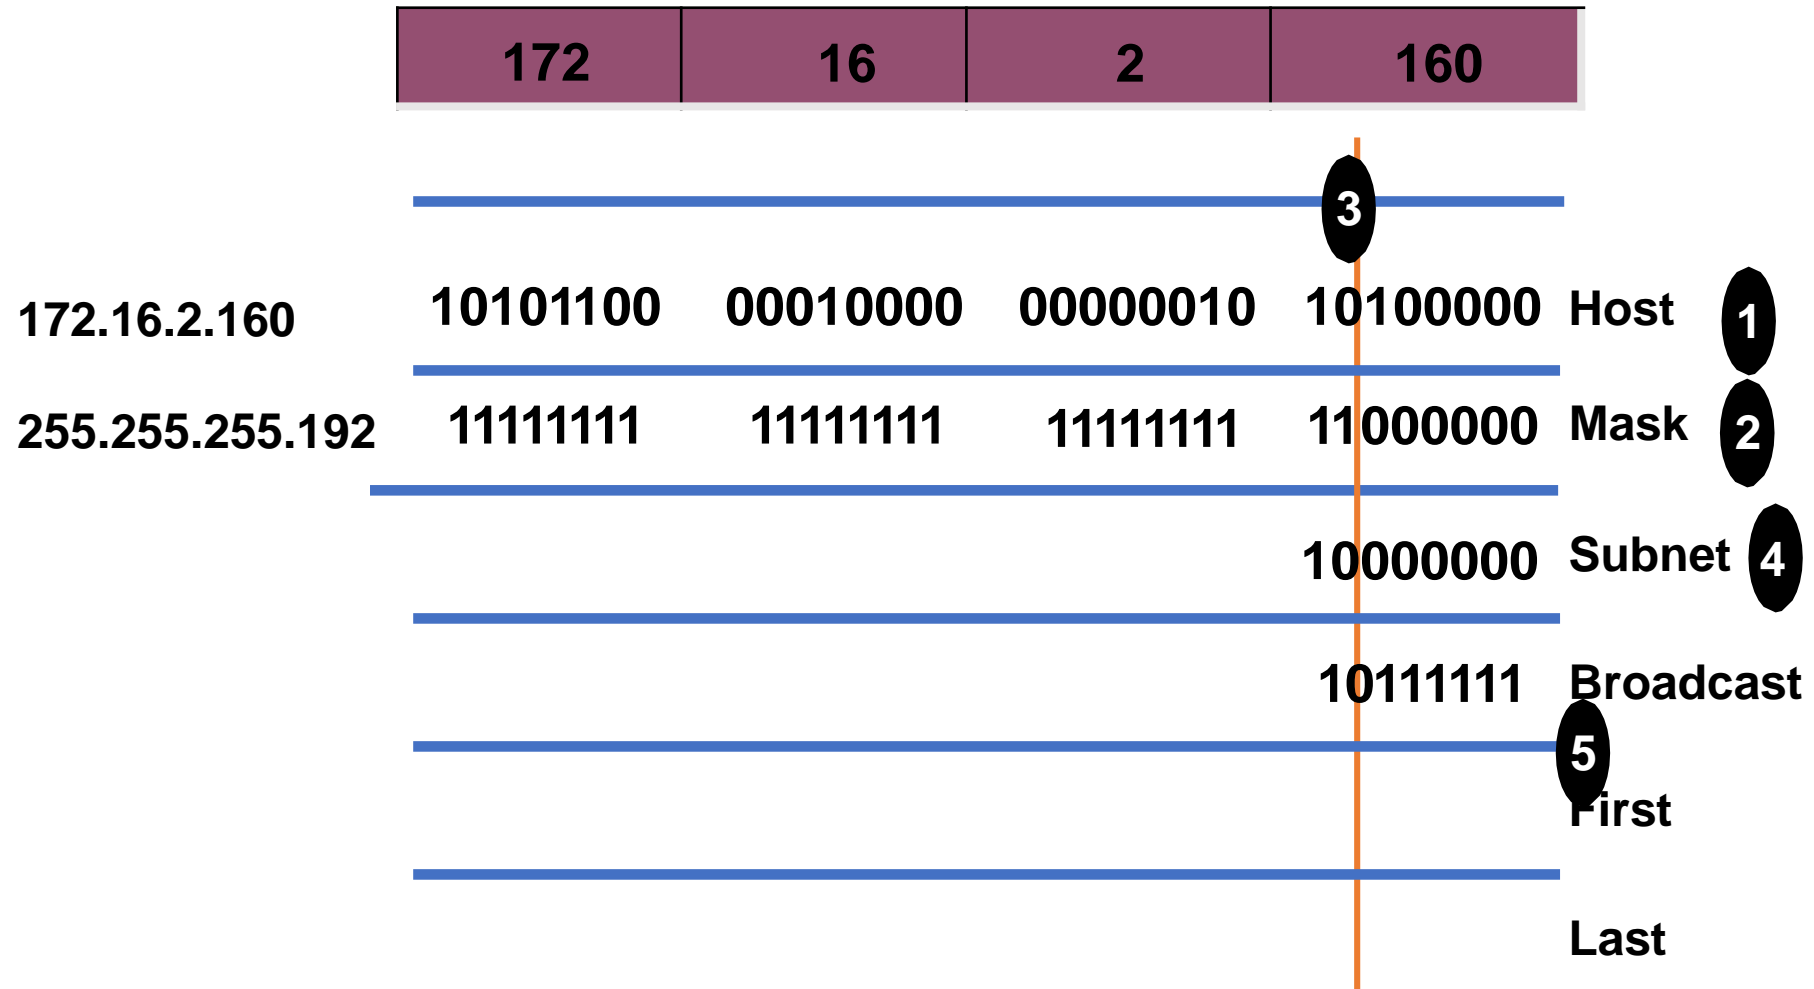 172 16 2 160
3
172.16.2.160 10101100 00010000 00000010 10100000 Host 1
255.255.255.192 11111111 11111111 11111111 11000000 Mask 2
10000000 Subnet 4
10111111 Broadcast
5
First
Last